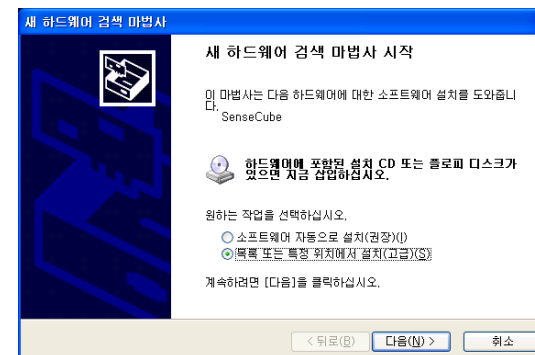 새 하드웨어 검색 마법사
새 하드웨어 검색 마법사 시작
이 마법사는 다음 하드웨어에 대한 소프트웨어 설치를 도와줍니
다.
SenseCube
하드웨어에 포함된 설치 CD 또는 플로피 디스크가
있으면 지금 삽입하십시오.
원하는 작업을 선택하십시오.
소프트웨어 자동으로 설치(권장)(I)
목록 또는 특정 위치에서 설치(고급)(S)
계속하려면 [다음]을 클릭하십시오.
< 뒤로(B) 다음(N) > 취소